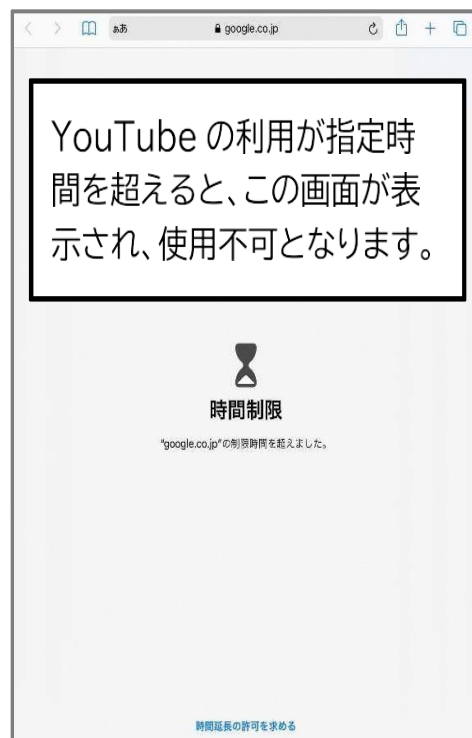 ああ
google.co.jp
YouTube の利用が指定時
間を超えると、この画面が表
示され、使用不可となります。
時間制限
"google.co.jp"の制限時間を超えました。
時間延長の許可を求める